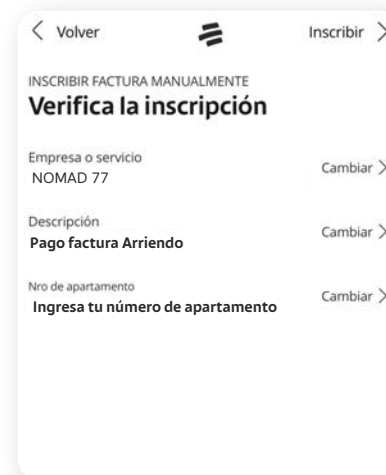 Volver
Inscribir
INSCRIBIR FACTURA MANUALMENTE
Verifica la inscripción
Empresa o servicio
NOMAD 77
Cambiar
Descripción
Pago factura Arriendo
Cambiar
Nro de apartamento
Ingresa tu número de apartamento
Cambiar